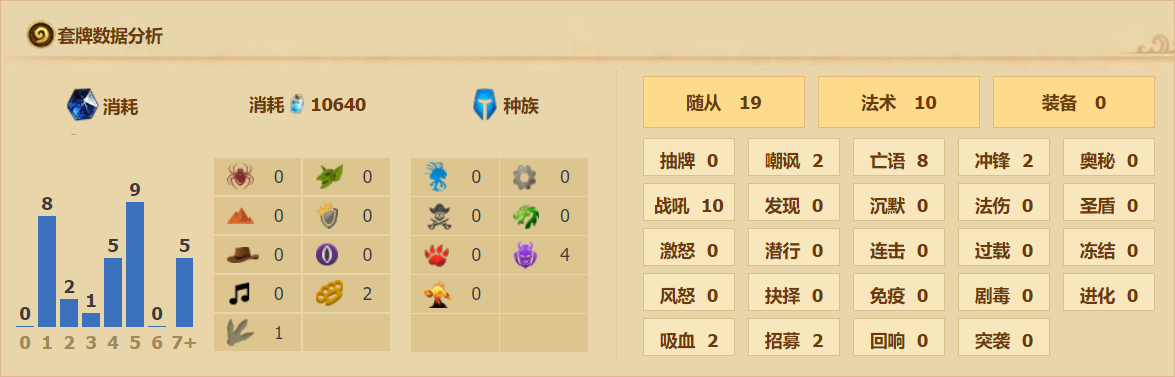 套牌数据分析
消耗
消耗 10640
种族
随从 19 法术 10 装备 0
抽牌 0 嘲讽 2 亡语 8 冲锋 2 奥秘 0
战吼 10 发现 0 沉默 0 法伤 0 圣盾 0
激怒 0 潜行 0 连击 0 过载 0 冻结 0
风怒 0 抉择 0 免疫 0 剧毒 0 进化 0
吸血 2 招募 2 回响 0 突袭 0
0 8 2 1 5 9 0 5
0 1 2 3 4 5 6 7+
0 0
0 0
0 0
0 2
1
0 0
0 0
0 4
0